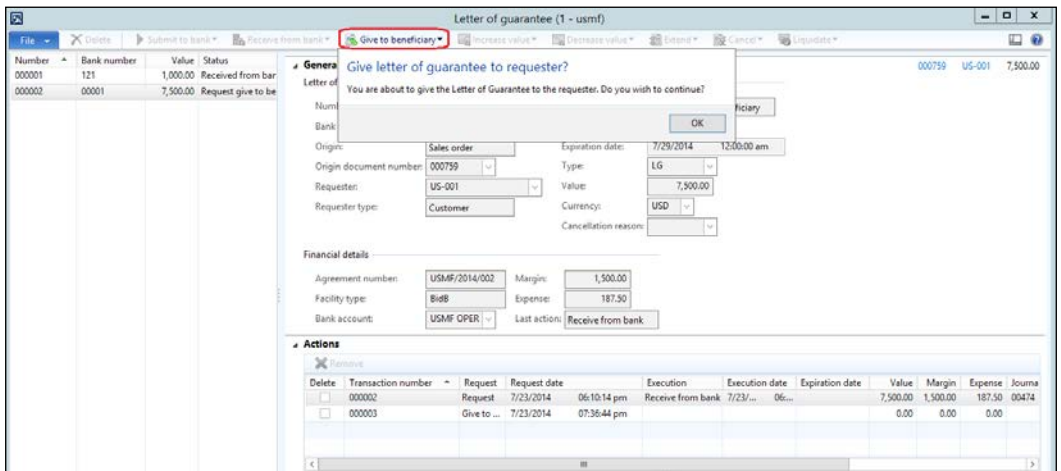 Letter of guarantee (1 - usmf)
File Delete Submit to bank Receive from bank Give to beneficiary Increase value Decrease value Extend Cancel Liquidate
Number Bank number Value Status
000001 121 1,000.00 Received from bar
000002 00001 7,500.00 Request give to be
Genera 000759 US-001 7,500.00
Letter of
Give letter of guarantee to requester?
You are about to give the Letter of Guarantee to the requester. Do you wish to continue?
OK
Num ficiary
Bank
Origin: Sales order Expiration date: 7/29/2014 12:00:00 am
Origin document number: 000759 Type: LG
Requester: US-001 Value: 7,500.00
Requester type: Customer Currency: USD
Cancellation reason:
Financial details
Agreement number: USMF/2014/002 Margin: 1,500.00
Facility type: BidB Expense: 187.50
Bank account: USMF OPER Last action: Receive from bank
Actions
Remove
Delete Transaction number Request Request date Execution Execution date Expiration date Value Margin Expense Journa
000002 Request 7/23/2014 06:10:14 pm Receive from bank 7/23/... 06:... 7,500.00 1,500.00 187.50 00474
000003 Give to ... 7/23/2014 07:36:44 pm 0.00 0.00 0.00